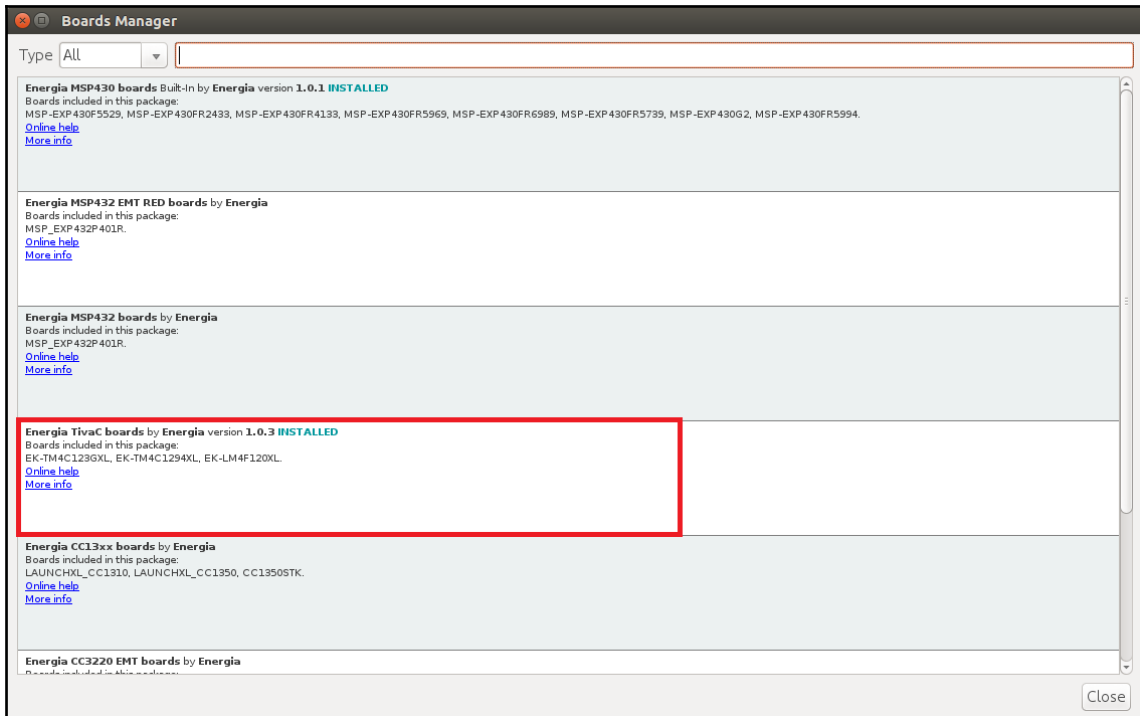 Boards Manager
Type All
Energia MSP430 boards Built-In by Energia version 1.0.1 INSTALLED
Boards included in this package:
MSP-EXP430F5529, MSP-EXP430FR2433, MSP-EXP430FR4133, MSP-EXP430FR5969, MSP-EXP430FR6989, MSP-EXP430FR5739, MSP-EXP430G2, MSP-EXP430FR5994.
Online help
More info
Energia MSP432 EMT RED boards by Energia
Boards included in this package:
MSP_EXP432P401R.
Online help
More info
Energia MSP432 boards by Energia
Boards included in this package:
MSP_EXP432P401R.
Online help
More info
Energia TivaC boards by Energia version 1.0.3 INSTALLED
Boards included in this package:
EK-TM4C123GXL, EK-TM4C1294XL, EK-LM4F120XL.
Online help
More info
Energia CC13xx boards by Energia
Boards included in this package:
LAUNCHXL_CC1310, LAUNCHXL_CC1350, CC1350STK.
Online help
More info
Energia CC3220 EMT boards by Energia
Boards included in this package:
Close